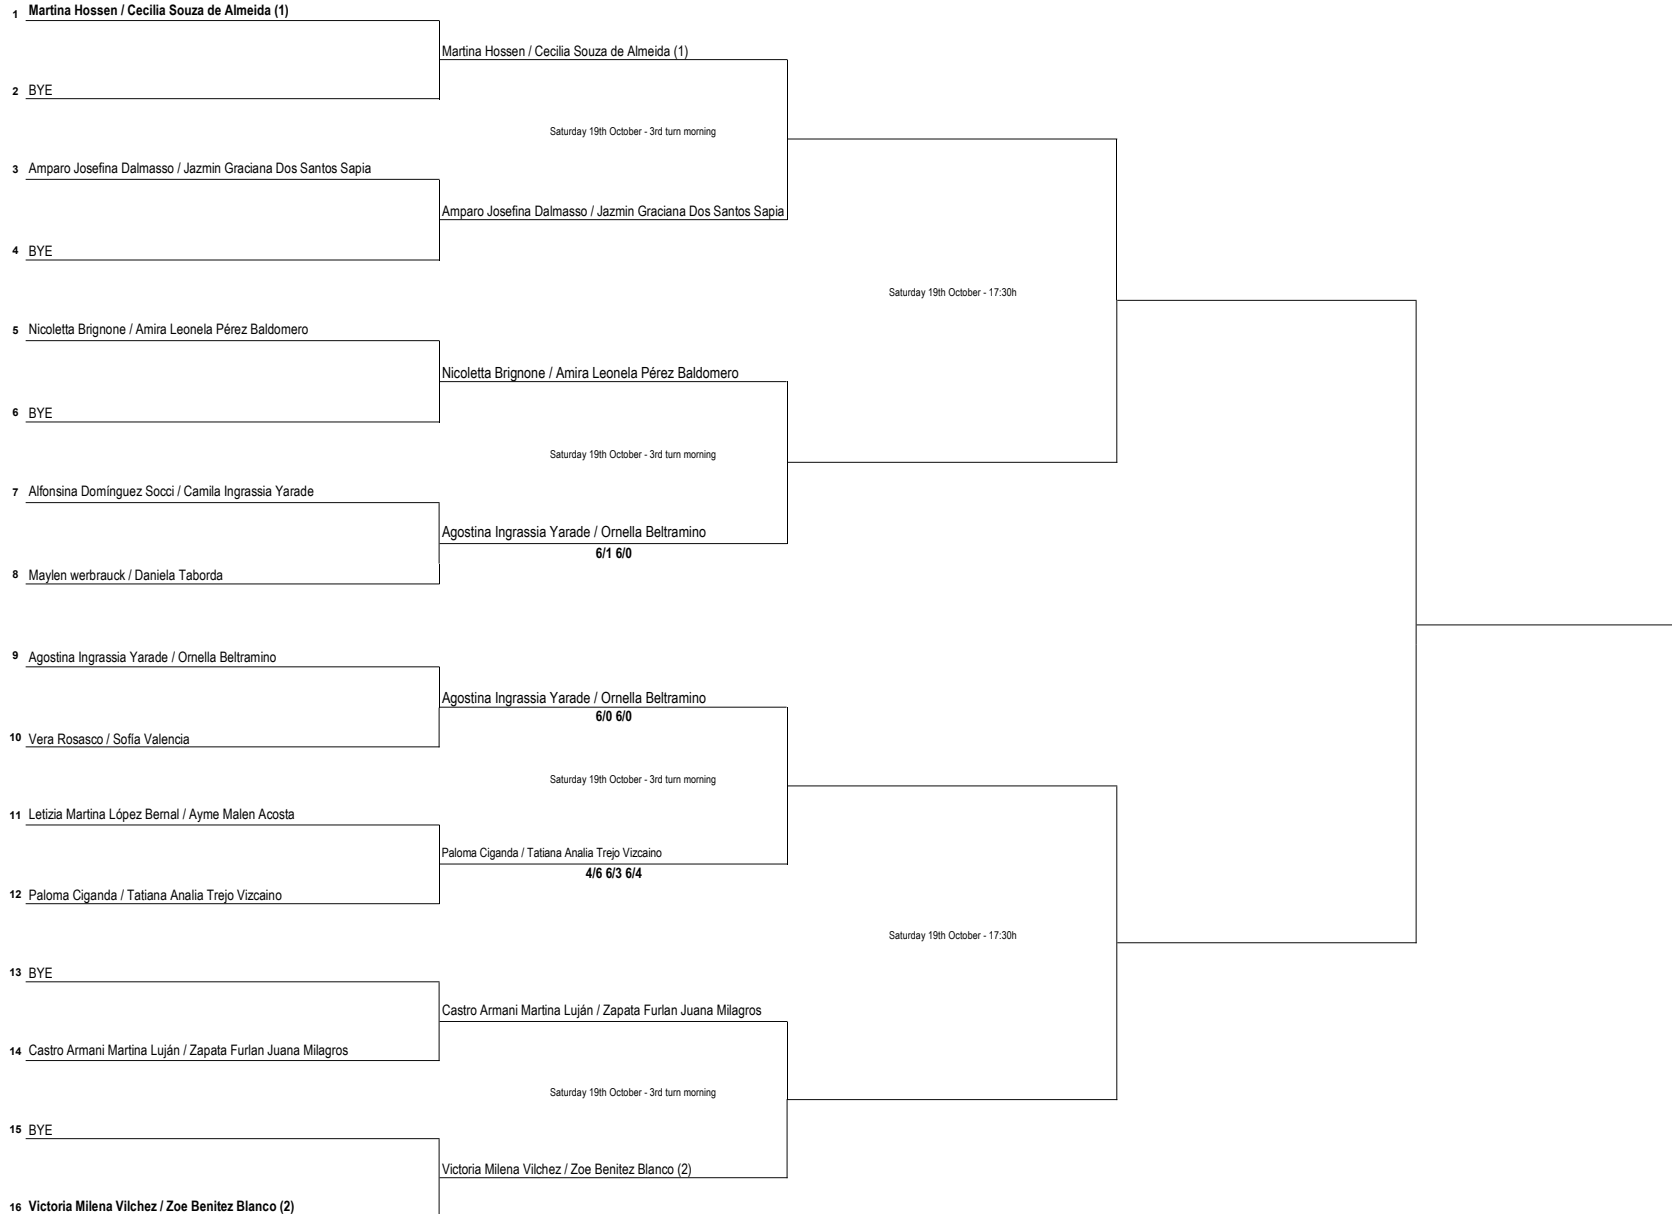 1 Martina Hossen / Cecilia Souza de Almeida (1)
Martina Hossen / Cecilia Souza de Almeida (1)
2 BYE
Saturday 19th October - 3rd turn morning
3 Amparo Josefina Dalmasso / Jazmin Graciana Dos Santos Sapia
Amparo Josefina Dalmasso / Jazmin Graciana Dos Santos Sapia
4 BYE
Saturday 19th October - 17:30h
5 Nicoletta Brignone / Amira Leonela Pérez Baldomero
Nicoletta Brignone / Amira Leonela Pérez Baldomero
6 BYE
Saturday 19th October - 3rd turn morning
7 Alfonsina Domínguez Socci / Camila Ingrassia Yarade
Agostina Ingrassia Yarade / Ornella Beltramino
6/1 6/0
8 Maylen werbrauck / Daniela Taborda
9 Agostina Ingrassia Yarade / Ornella Beltramino
Agostina Ingrassia Yarade / Ornella Beltramino
6/0 6/0
10 Vera Rosasco / Sofía Valencia
Saturday 19th October - 3rd turn morning
11 Letizia Martina López Bernal / Ayme Malen Acosta
Paloma Ciganda / Tatiana Analia Trejo Vizcaino
4/6 6/3 6/4
12 Paloma Ciganda / Tatiana Analia Trejo Vizcaino
Saturday 19th October - 17:30h
13 BYE
Castro Armani Martina Luján / Zapata Furlan Juana Milagros
14 Castro Armani Martina Luján / Zapata Furlan Juana Milagros
Saturday 19th October - 3rd turn morning
15 BYE
Victoria Milena Vilchez / Zoe Benitez Blanco (2)
16 Victoria Milena Vilchez / Zoe Benitez Blanco (2)